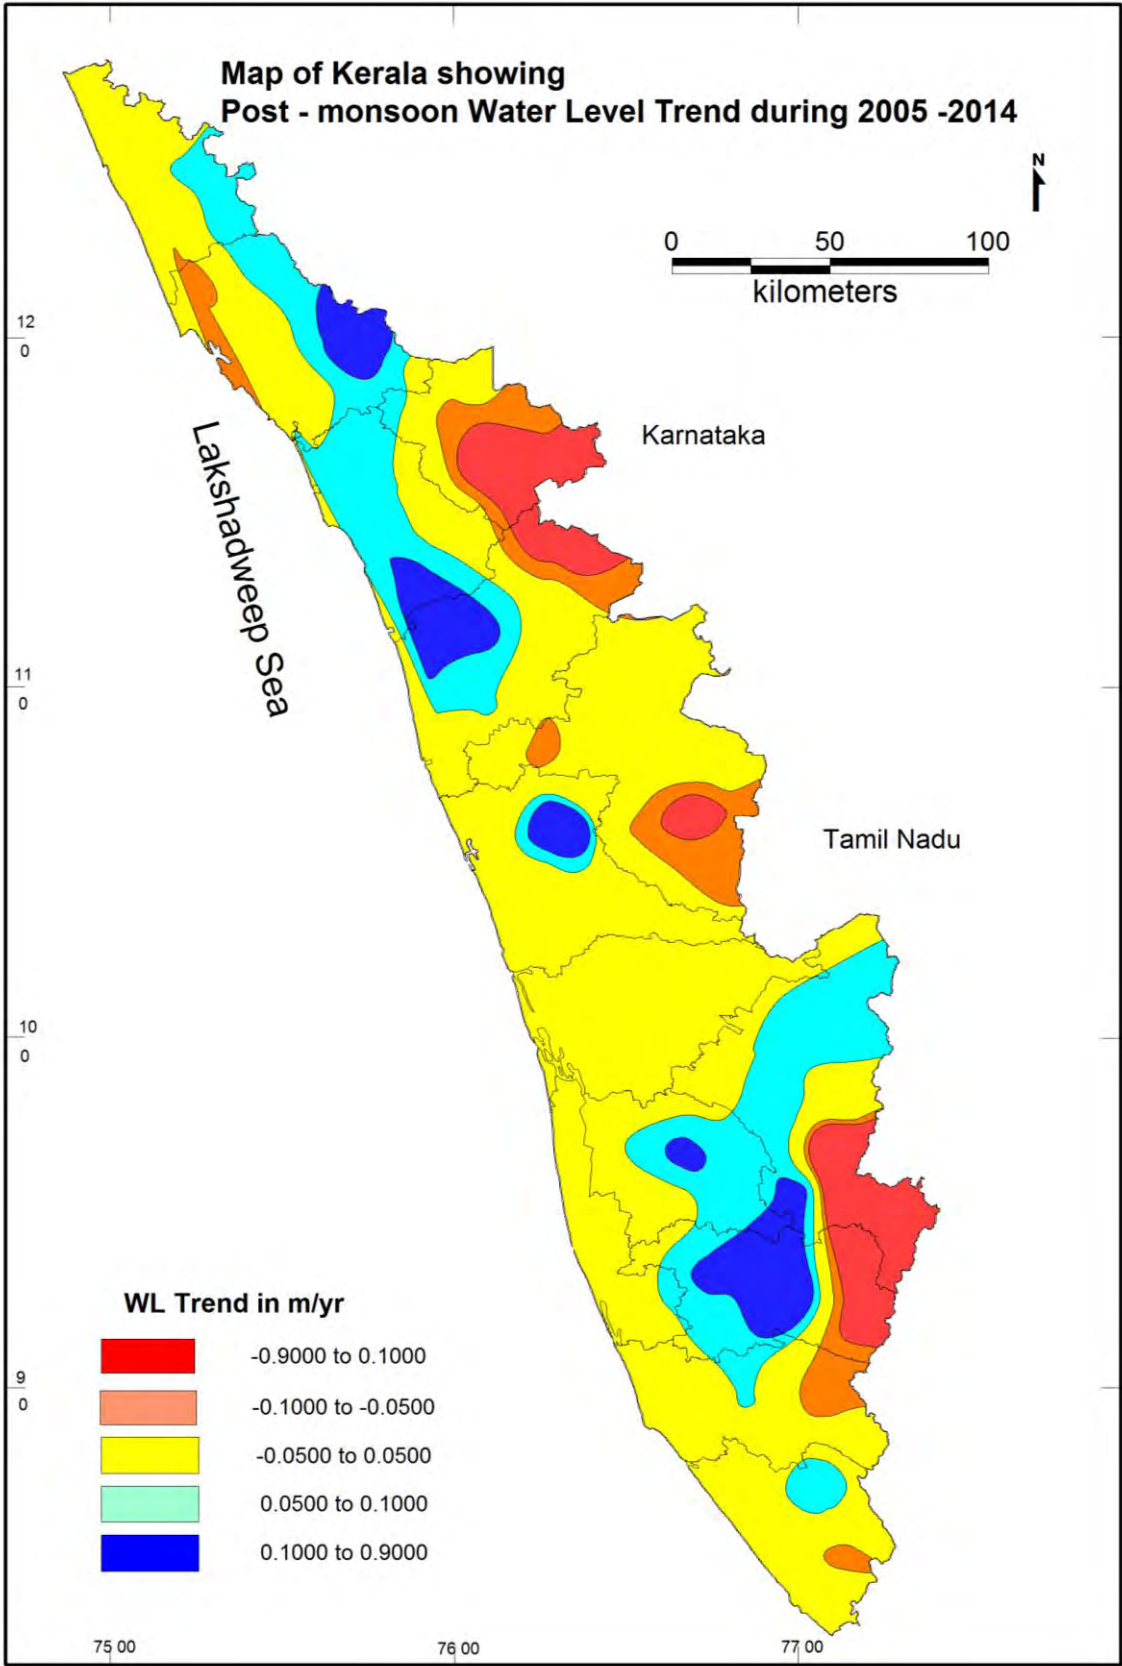 Map of Kerala showing
Post - monsoon Water Level Trend during 2005 -2014
N
0 50 100
kilometers
12
0
Karnataka
Lakshadweep Sea
11
0
Tamil Nadu
10
0
WL Trend in m/yr
-0.9000 to 0.1000
-0.1000 to -0.0500
-0.0500 to 0.0500
0.0500 to 0.1000
0.1000 to 0.9000
9
0
75 00 76 00 77 00